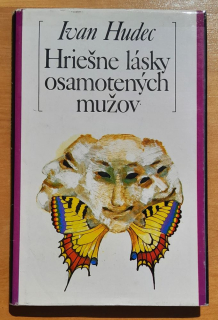 Ivan Hudec
Hriešne lásky
osamotených
mužov